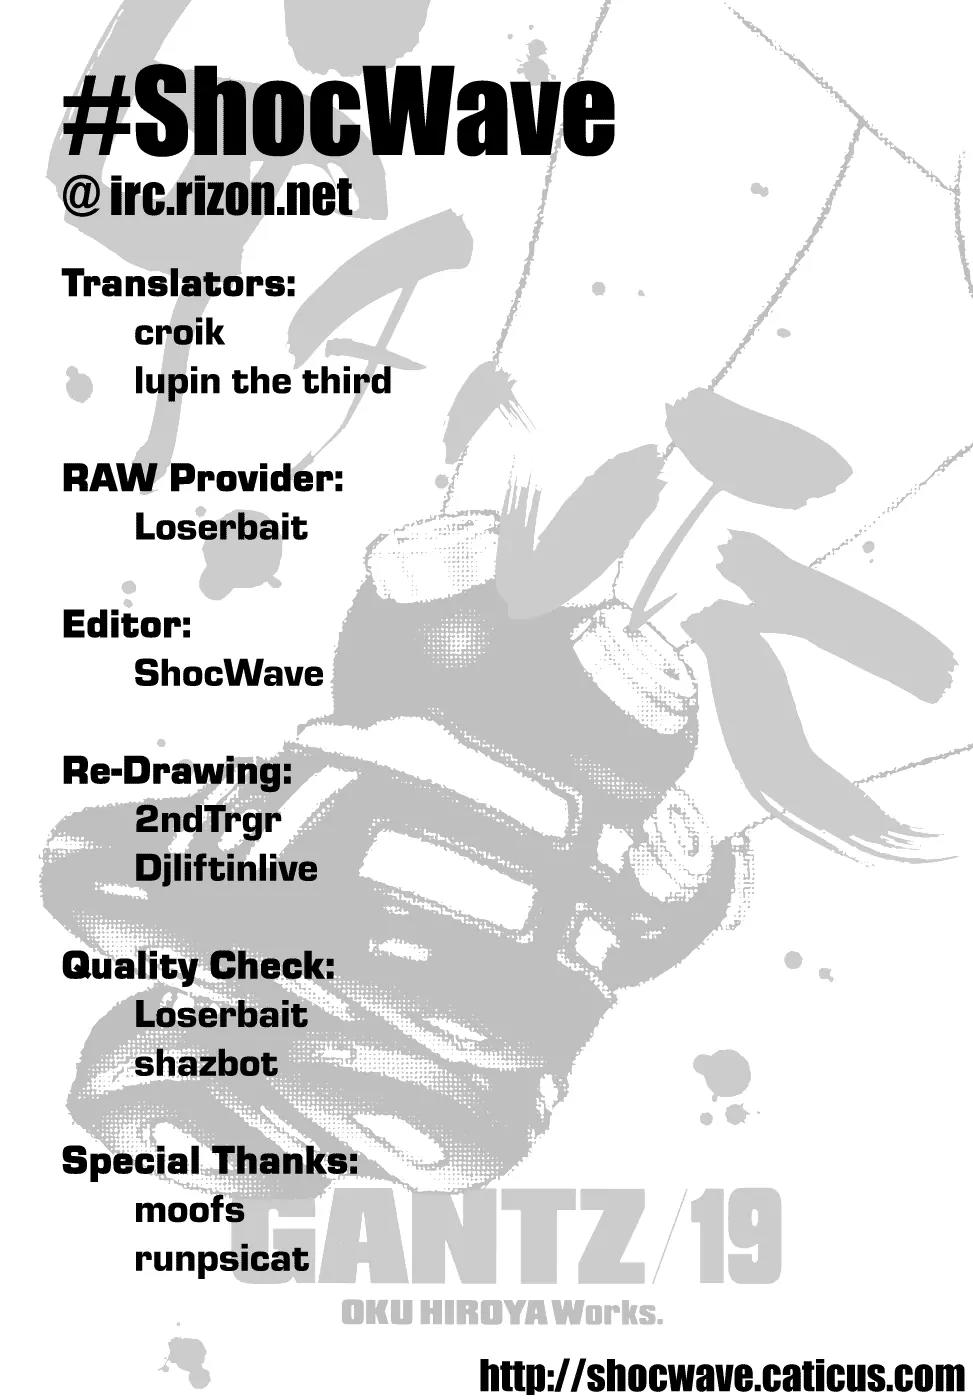 #ShocWave
@ irc.rizon.net
Translators:
croik
lupin the third
RAW Provider:
Loserbait
Editor:
ShocWave
Re-Drawing:
2ndTrgr
Djliftinlive
Quality Check:
Loserbait
shazbot
Special Thanks:
moofs
runpsicat
GANTZ/19
OKU HIROYA Works.
http://shocwave.caticus.com